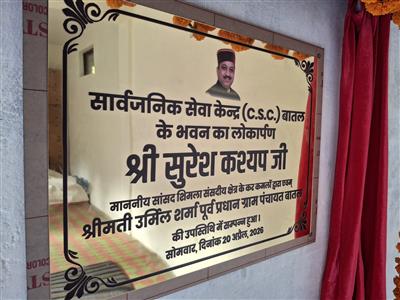 सार्वजनिक सेवा केन्द्र (C.S.C.) बातल
के भवन का लोकार्पण
श्री सुरेश कश्यप जी
माननीय सांसद शिमला संसदीय क्षेत्र के कर कमलों द्वारा एवम्
श्रीमती उर्मिल शर्मा पूर्व प्रधान ग्राम पंचायत बातल
की उपस्थिति में सम्पन्न हुआ।
सोमवार, दिनांक 20 अप्रैल, 2026